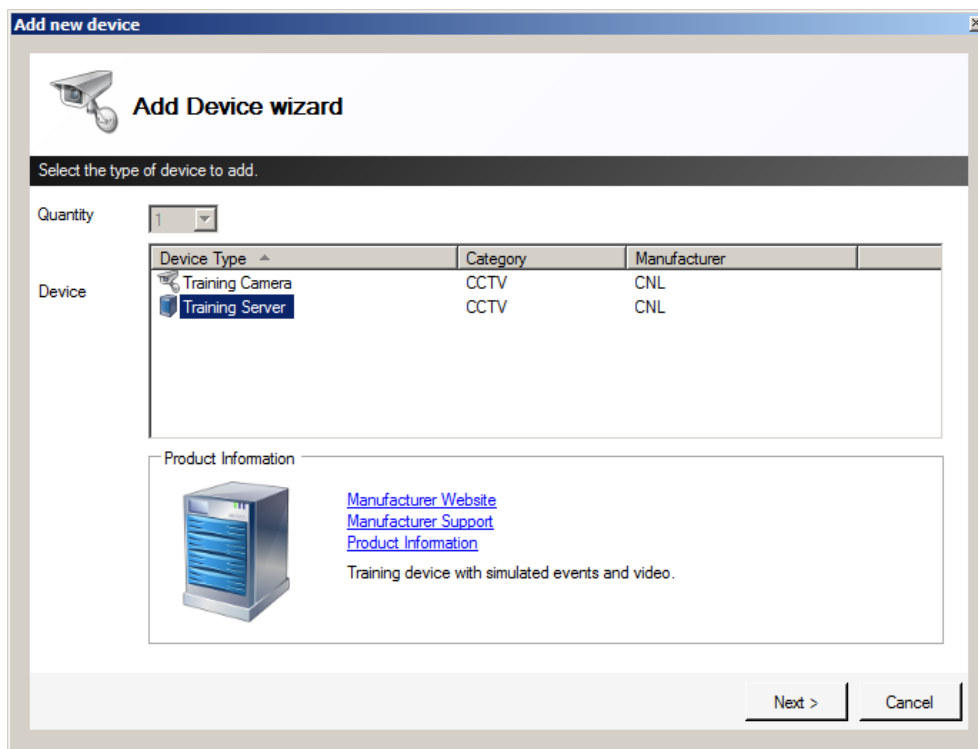 Add new device
Add Device wizard
Select the type of device to add.
Quantity 1
Device Type Category Manufacturer
Device
Training Camera CCTV CNL
Training Server CCTV CNL
Product Information
Manufacturer Website
Manufacturer Support
Product Information
Training device with simulated events and video.
Next > Cancel